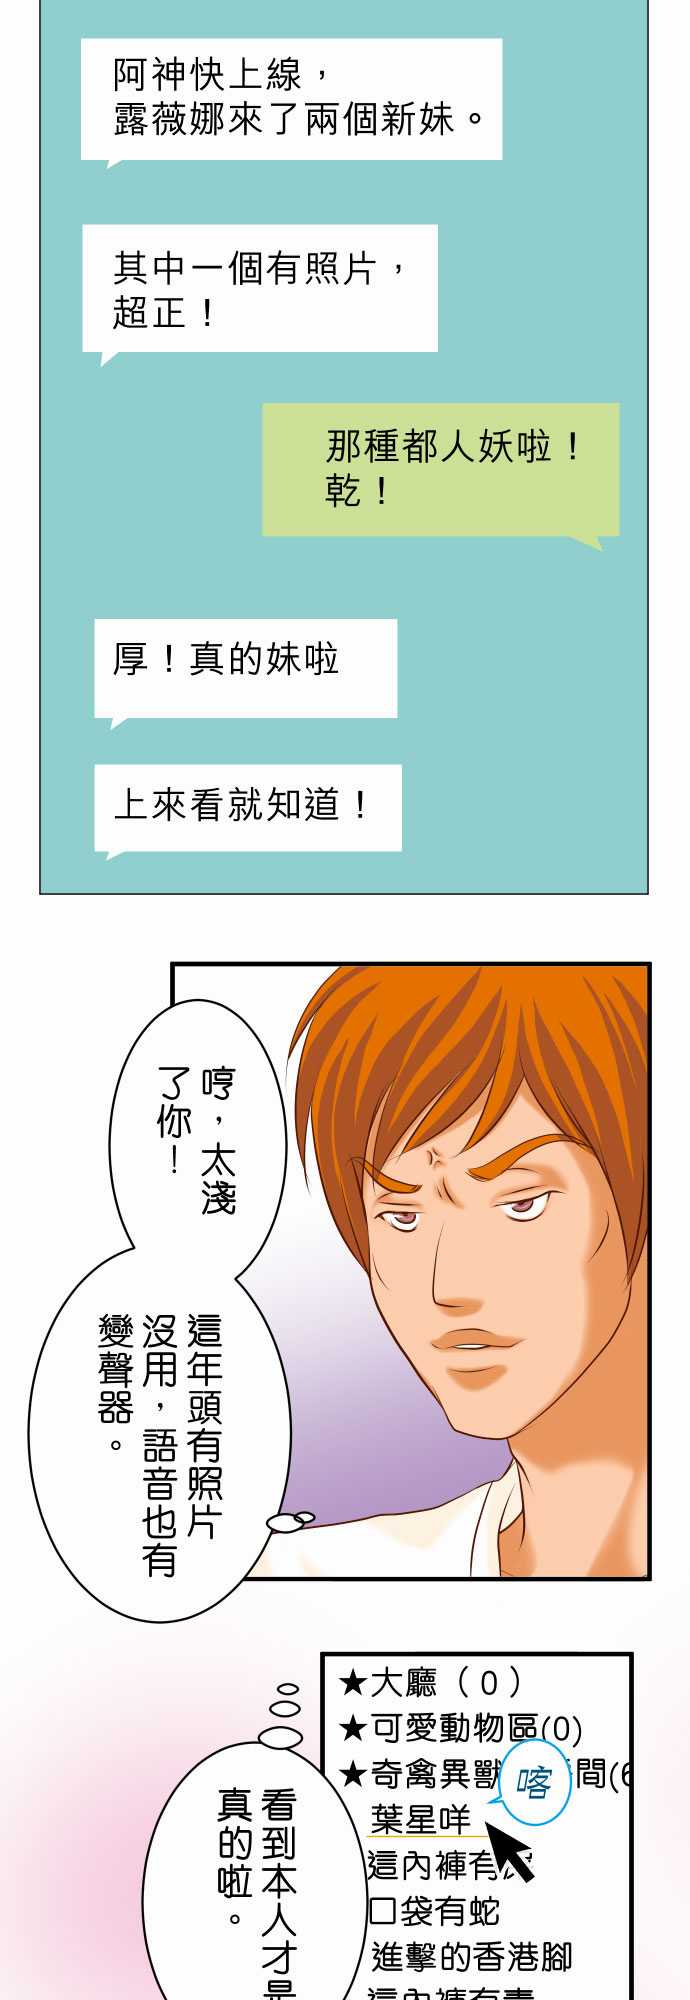 阿神快上線，
露薇娜來了兩個新妹。
其中一個有照片，
超正！
那種都人妖啦！
乾！
厚！真的妹啦
上來看就知道！
哼，太淺
了你！
這年頭有照片
沒用，語音也有
變聲器。
★大廳（0）
★可愛動物區(0)
★奇禽異獸
間(6
喀
葉星咩
這內褲有
口袋有蛇
進擊的香港腳
這內褲有毒
看到本人才是
真的啦。